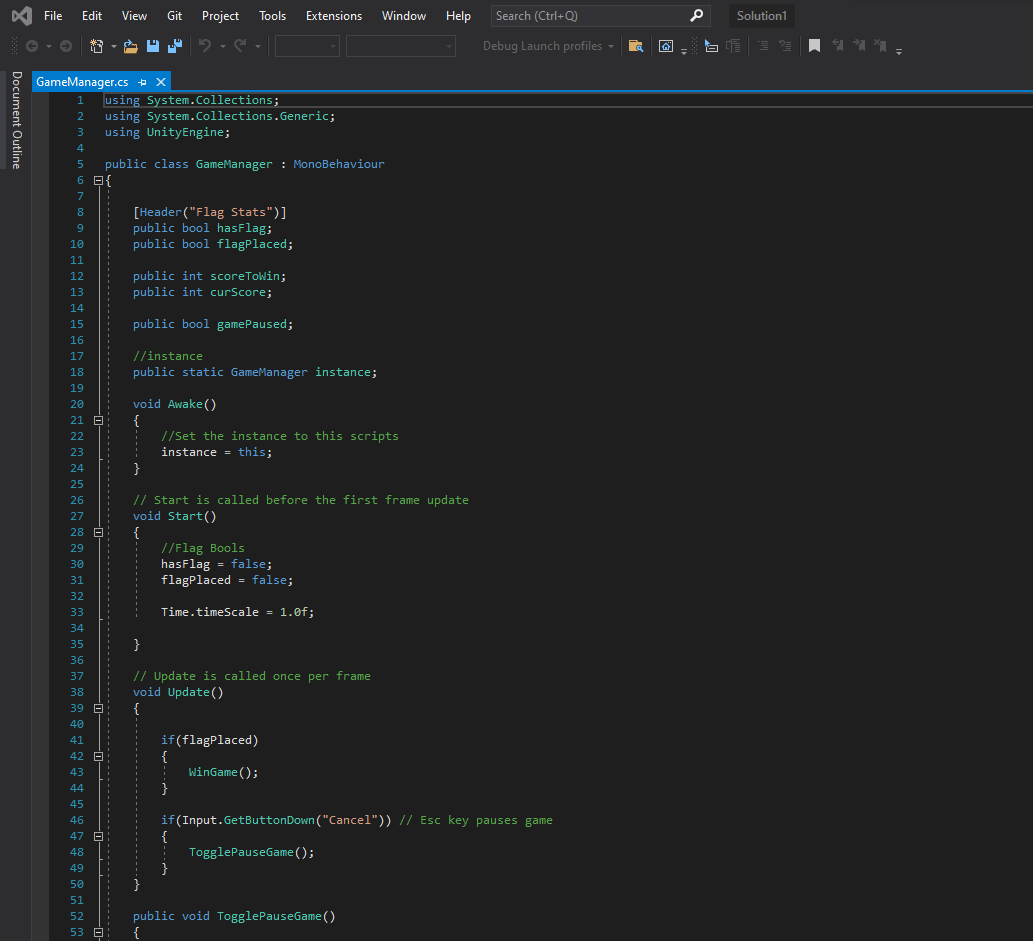 File Edit View Git Project Tools Extensions Window Help Search (Ctrl+Q) Solution1
Debug Launch profiles
Document Outline
GameManager.cs
1 using System.Collections;
2 using System.Collections.Generic;
3 using UnityEngine;
4
5 public class GameManager : MonoBehaviour
6 {
7
8 [Header("Flag Stats")]
9 public bool hasFlag;
10 public bool flagPlaced;
11
12 public int scoreToWin;
13 public int curScore;
14
15 public bool gamePaused;
16
17 //instance
18 public static GameManager instance;
19
20 void Awake()
21 {
22 //Set the instance to this scripts
23 instance = this;
24 }
25
26 // Start is called before the first frame update
27 void Start()
28 {
29 //Flag Bools
30 hasFlag = false;
31 flagPlaced = false;
32
33 Time.timeScale = 1.0f;
34
35 }
36
37 // Update is called once per frame
38 void Update()
39 {
40
41 if(flagPlaced)
42 {
43 WinGame();
44 }
45
46 if(Input.GetButtonDown("Cancel")) // Esc key pauses game
47 {
48 TogglePauseGame();
49 }
50 }
51
52 public void TogglePauseGame()
53 {